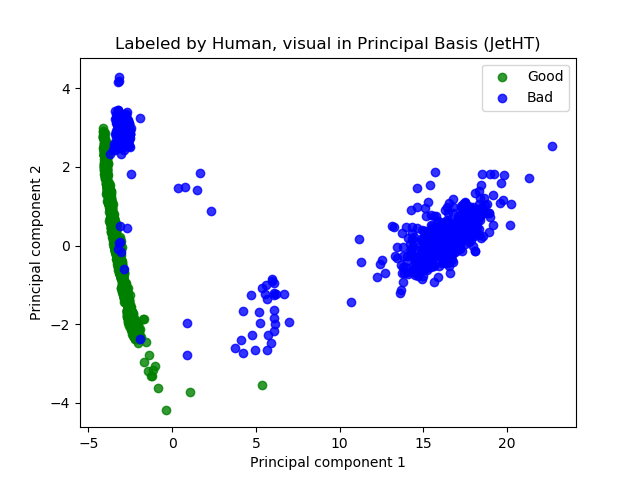 Labeled by Human, visual in Principal Basis (JetHT)
Good
Bad
Principal component 2
4
2
0
−2
−4
−5
0
5
10
15
20
Principal component 1